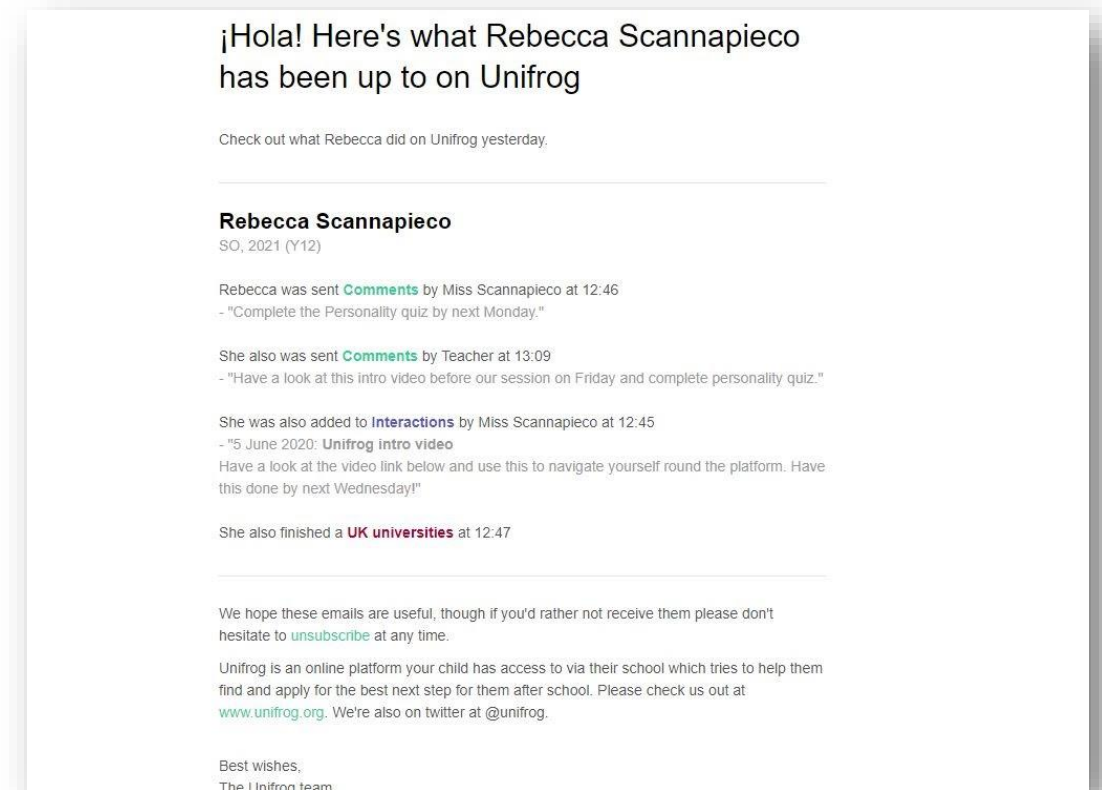 ¡Hola! Here's what Rebecca Scannapieco
has been up to on Unifrog
Check out what Rebecca did on Unifrog yesterday.
Rebecca Scannapieco
SO, 2021 (Y12)
Rebecca was sent Comments by Miss Scannapieco at 12:46
- "Complete the Personality quiz by next Monday."
She also was sent Comments by Teacher at 13:09
- "Have a look at this intro video before our session on Friday and complete personality quiz."
She was also added to Interactions by Miss Scannapieco at 12:45
- "5 June 2020: Unifrog intro video
Have a look at the video link below and use this to navigate yourself round the platform. Have
this done by next Wednesday!"
She also finished a UK universities at 12:47
We hope these emails are useful, though if you'd rather not receive them please don't
hesitate to unsubscribe at any time.
Unifrog is an online platform your child has access to via their school which tries to help them
find and apply for the best next step for them after school. Please check us out at
www.unifrog.org. We're also on twitter at @unifrog.
Best wishes,
The Unifrog team